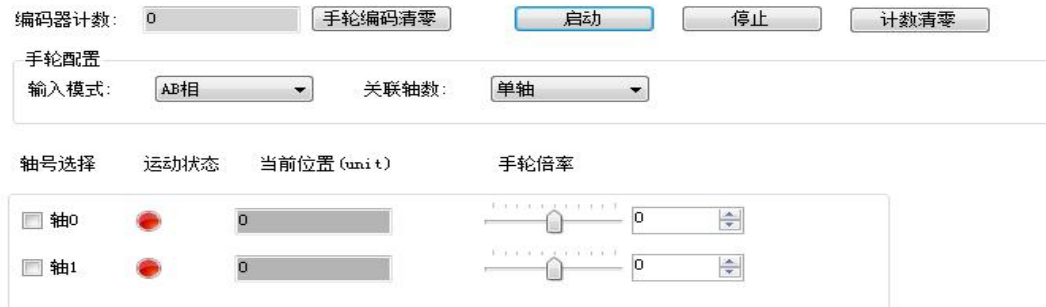 编码器计数: 0 手轮编码清零 启动 停止 计数清零
手轮配置
输入模式: AB相 关联轴数: 单轴
轴号选择 运动状态 当前位置(unit) 手轮倍率
轴0 0 0
轴1 0 0